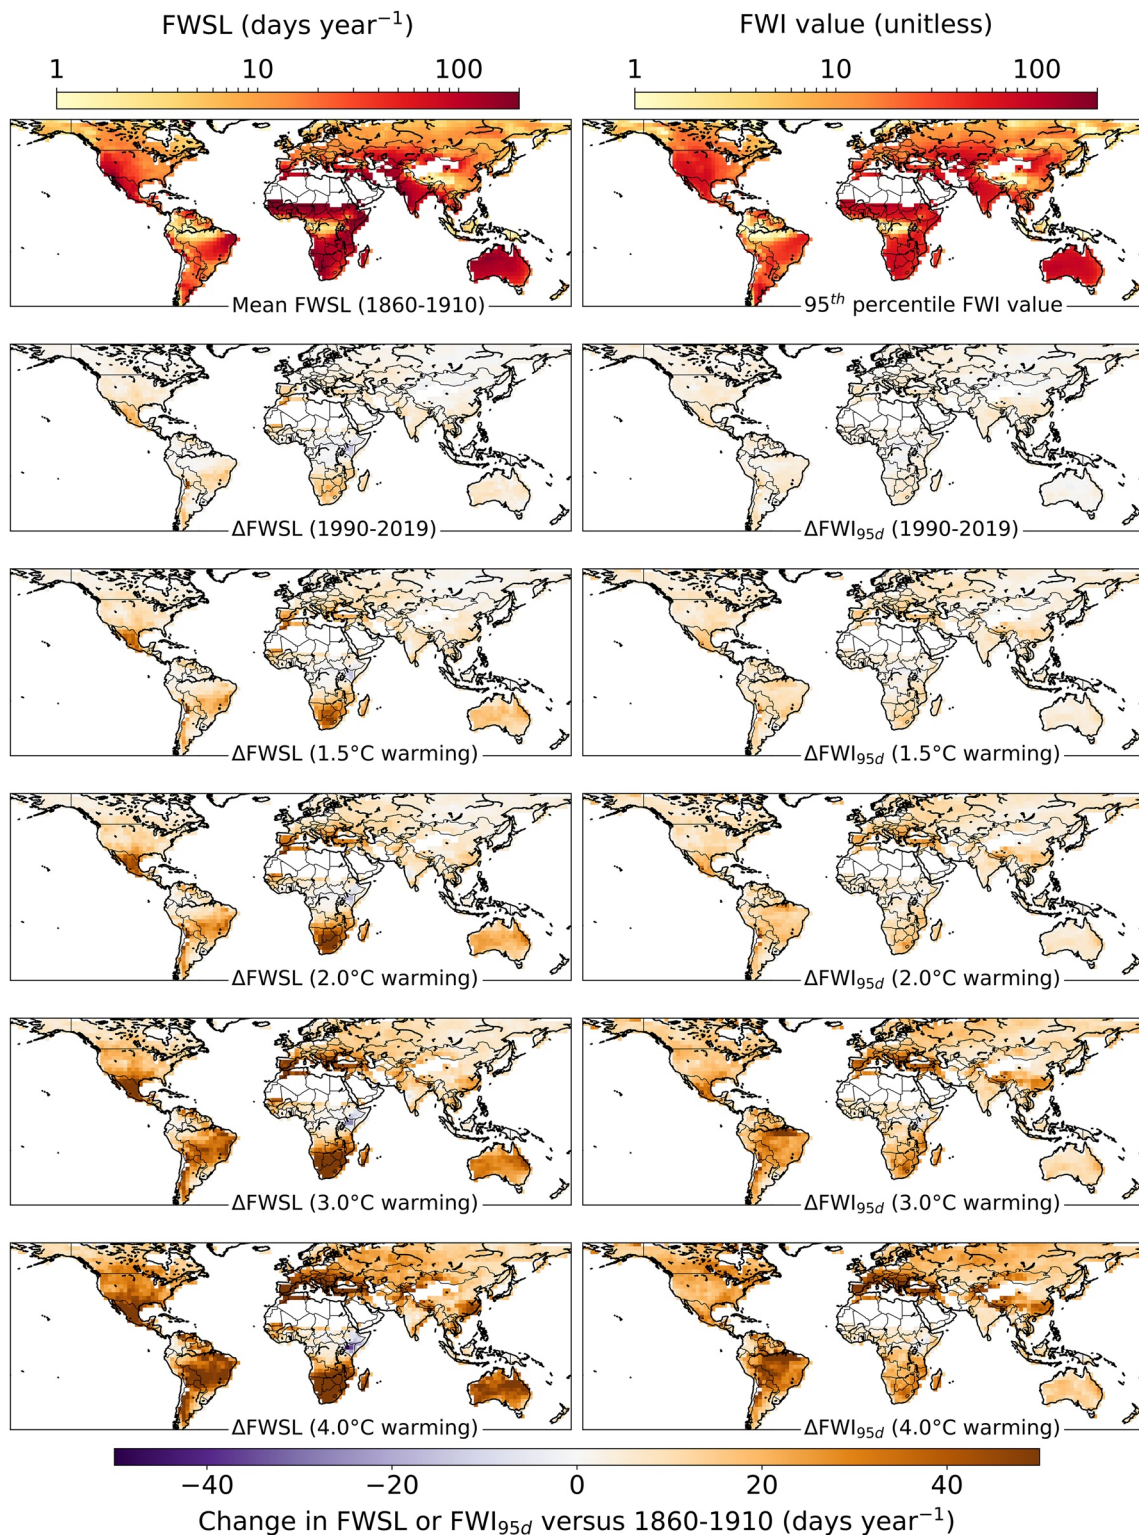 FWSL (days year⁻¹) FWI value (unitless)
1 10 100 1 10 100
Mean FWSL (1860-1910) 95ᵗʰ percentile FWI value
ΔFWSL (1990-2019) ΔFWI₉₅d (1990-2019)
ΔFWSL (1.5°C warming) ΔFWI₉₅d (1.5°C warming)
ΔFWSL (2.0°C warming) ΔFWI₉₅d (2.0°C warming)
ΔFWSL (3.0°C warming) ΔFWI₉₅d (3.0°C warming)
ΔFWSL (4.0°C warming) ΔFWI₉₅d (4.0°C warming)
−40 −20 0 20 40
Change in FWSL or FWI₉₅d versus 1860-1910 (days year⁻¹)